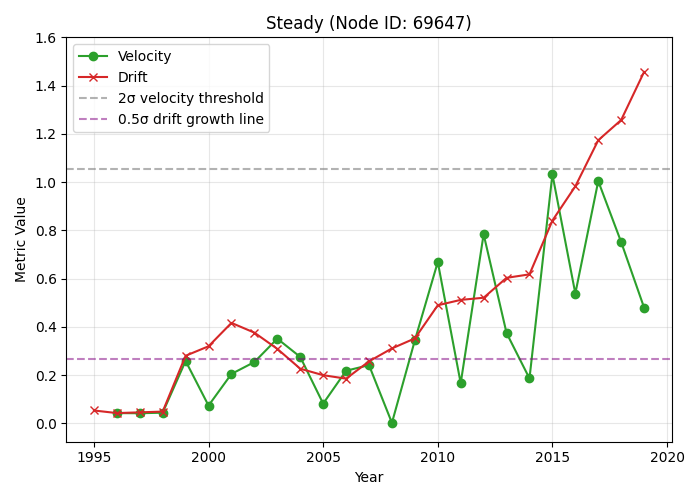 Steady (Node ID: 69647)
Velocity
Drift
2σ velocity threshold
0.5σ drift growth line
Metric Value
1.6
1.4
1.2
1.0
0.8
0.6
0.4
0.2
0.0
1995 2000 2005 2010 2015 2020
Year